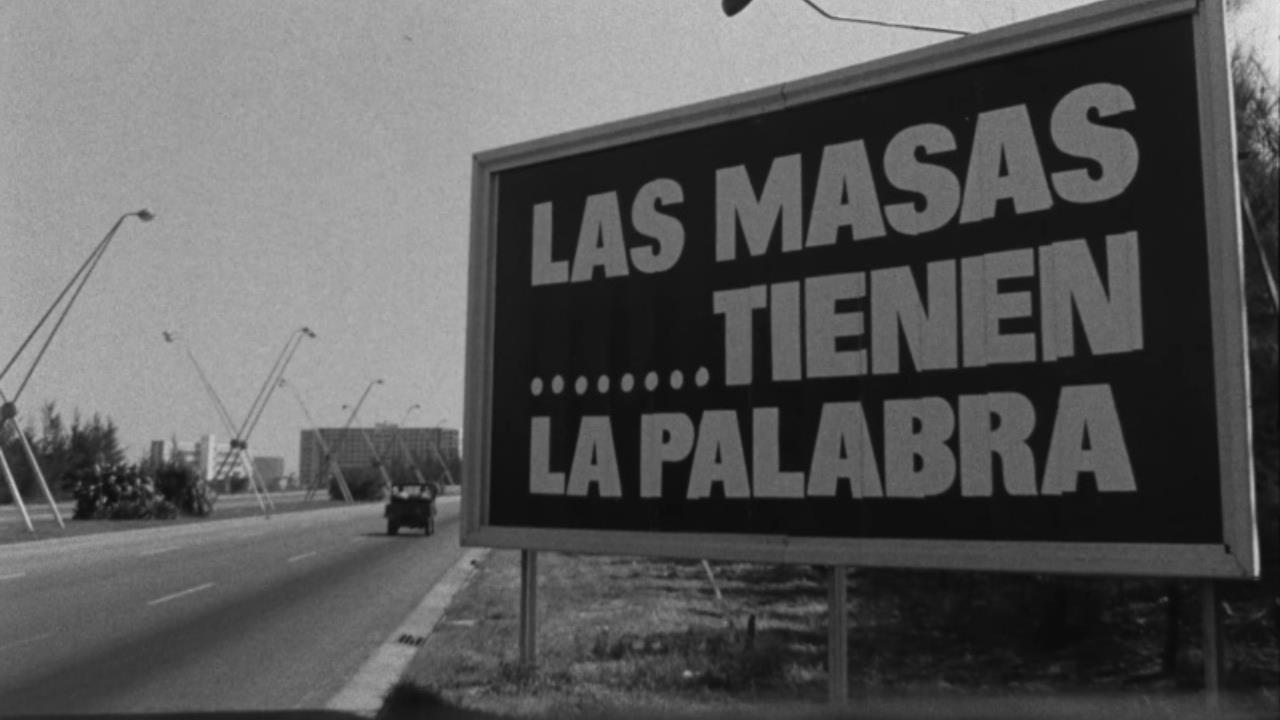 LAS MASAS
........TIENEN
LA PALABRA